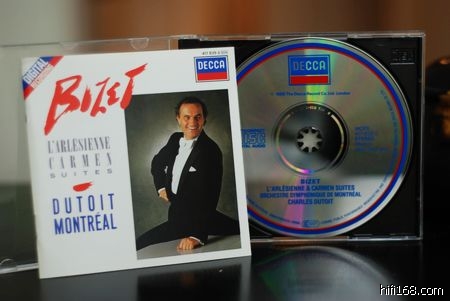 DIGITAL
DECCA
BIZET
L'ARLÉSIENNE
CARMEN
SUITES
DUTOIT
MONTRÉAL
DECCA
BIZET
L'ARLÉSIENNE & CARMEN SUITES
ORCHESTRE SYMPHONIQUE DE MONTRÉAL
CHARLES DUTOIT
hifi168.com